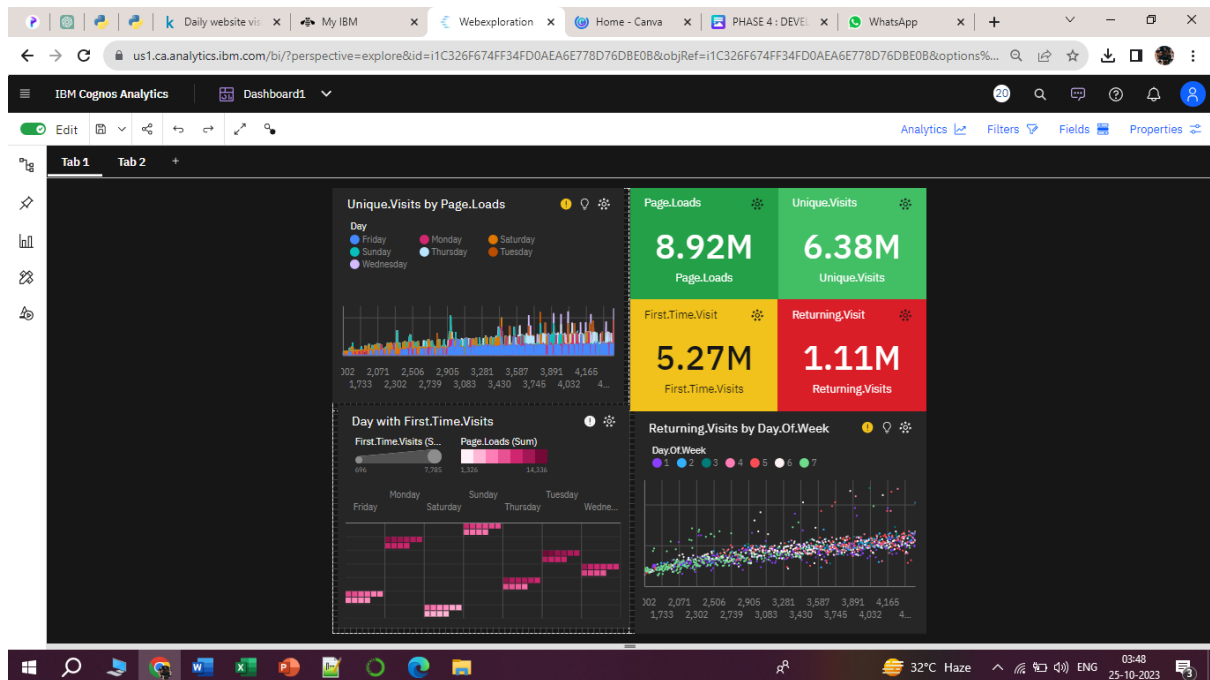 Daily website vis
My IBM
Webexploration
Home - Canva
PHASE 4 : DEVEL
WhatsApp
us1.ca.analytics.ibm.com/bi/?perspective=explore&id=i1C326F674FF34FD0AEA6E778D76DBE0B&objRef=i1C326F674FF34FD0AEA6E778D76DBE0B&options%...
IBM Cognos Analytics
Dashboard1
20
Edit
Analytics
Filters
Fields
Properties
Tab 1
Tab 2
Unique.Visits by Page.Loads
Day
Friday Monday Saturday
Sunday Thursday Tuesday
Wednesday
002 2,071 2,506 2,905 3,281 3,587 3,891 4,165
1,733 2,302 2,739 3,083 3,430 3,746 4,032 4...
Page.Loads
8.92M
Page.Loads
Unique.Visits
6.38M
Unique.Visits
First.Time.Visit
5.27M
First.Time.Visits
Returning.Visit
1.11M
Returning.Visits
Day with First.Time.Visits
First.Time.Visits (S... Page.Loads (Sum)
696 7,785 1,326 14,336
Monday Sunday Tuesday
Friday Saturday Thursday Wedne...
Returning.Visits by Day.Of.Week
Day.Of.Week
1 2 3 4 5 6 7
002 2,071 2,506 2,905 3,281 3,587 3,891 4,165
1,733 2,302 2,739 3,083 3,430 3,746 4,032 4...
32°C Haze
ENG
03:48
25-10-2023
3